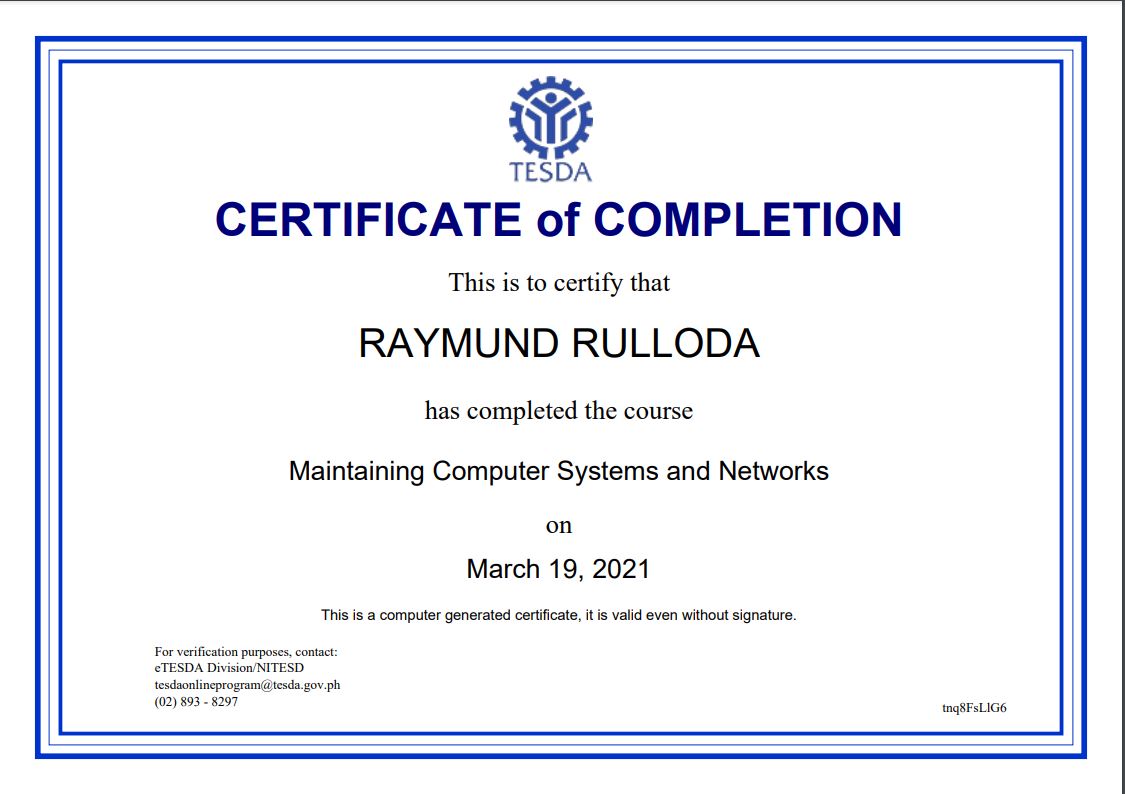 TESDA
CERTIFICATE of COMPLETION
This is to certify that
RAYMUND RULLODA
has completed the course
Maintaining Computer Systems and Networks
on
March 19, 2021
This is a computer generated certificate, it is valid even without signature.
For verification purposes, contact:
eTESDA Division/NITESD
tesdaonlineprogram@tesda.gov.ph
(02) 893 - 8297
tnq8FsLlG6